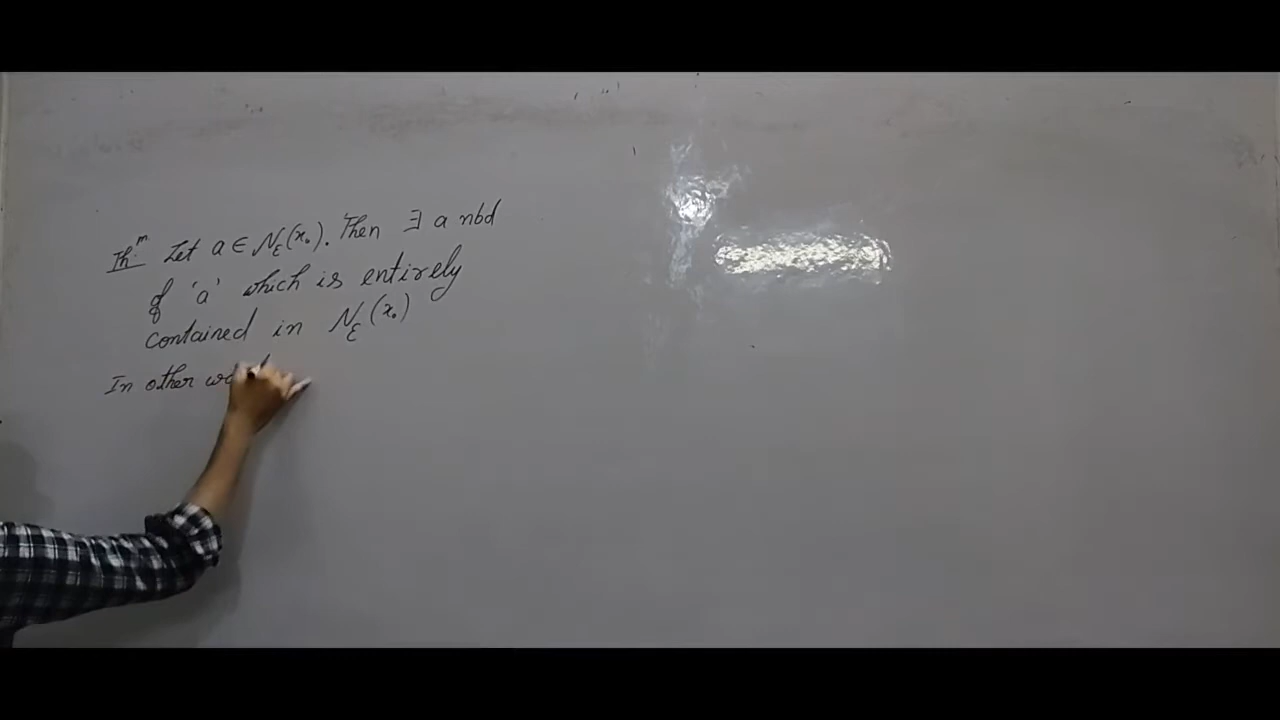 Thm Let a ∈ N_ε(x₀). Then ∃ a nbd
of 'a' which is entirely
contained in N_ε(x₀)
In other